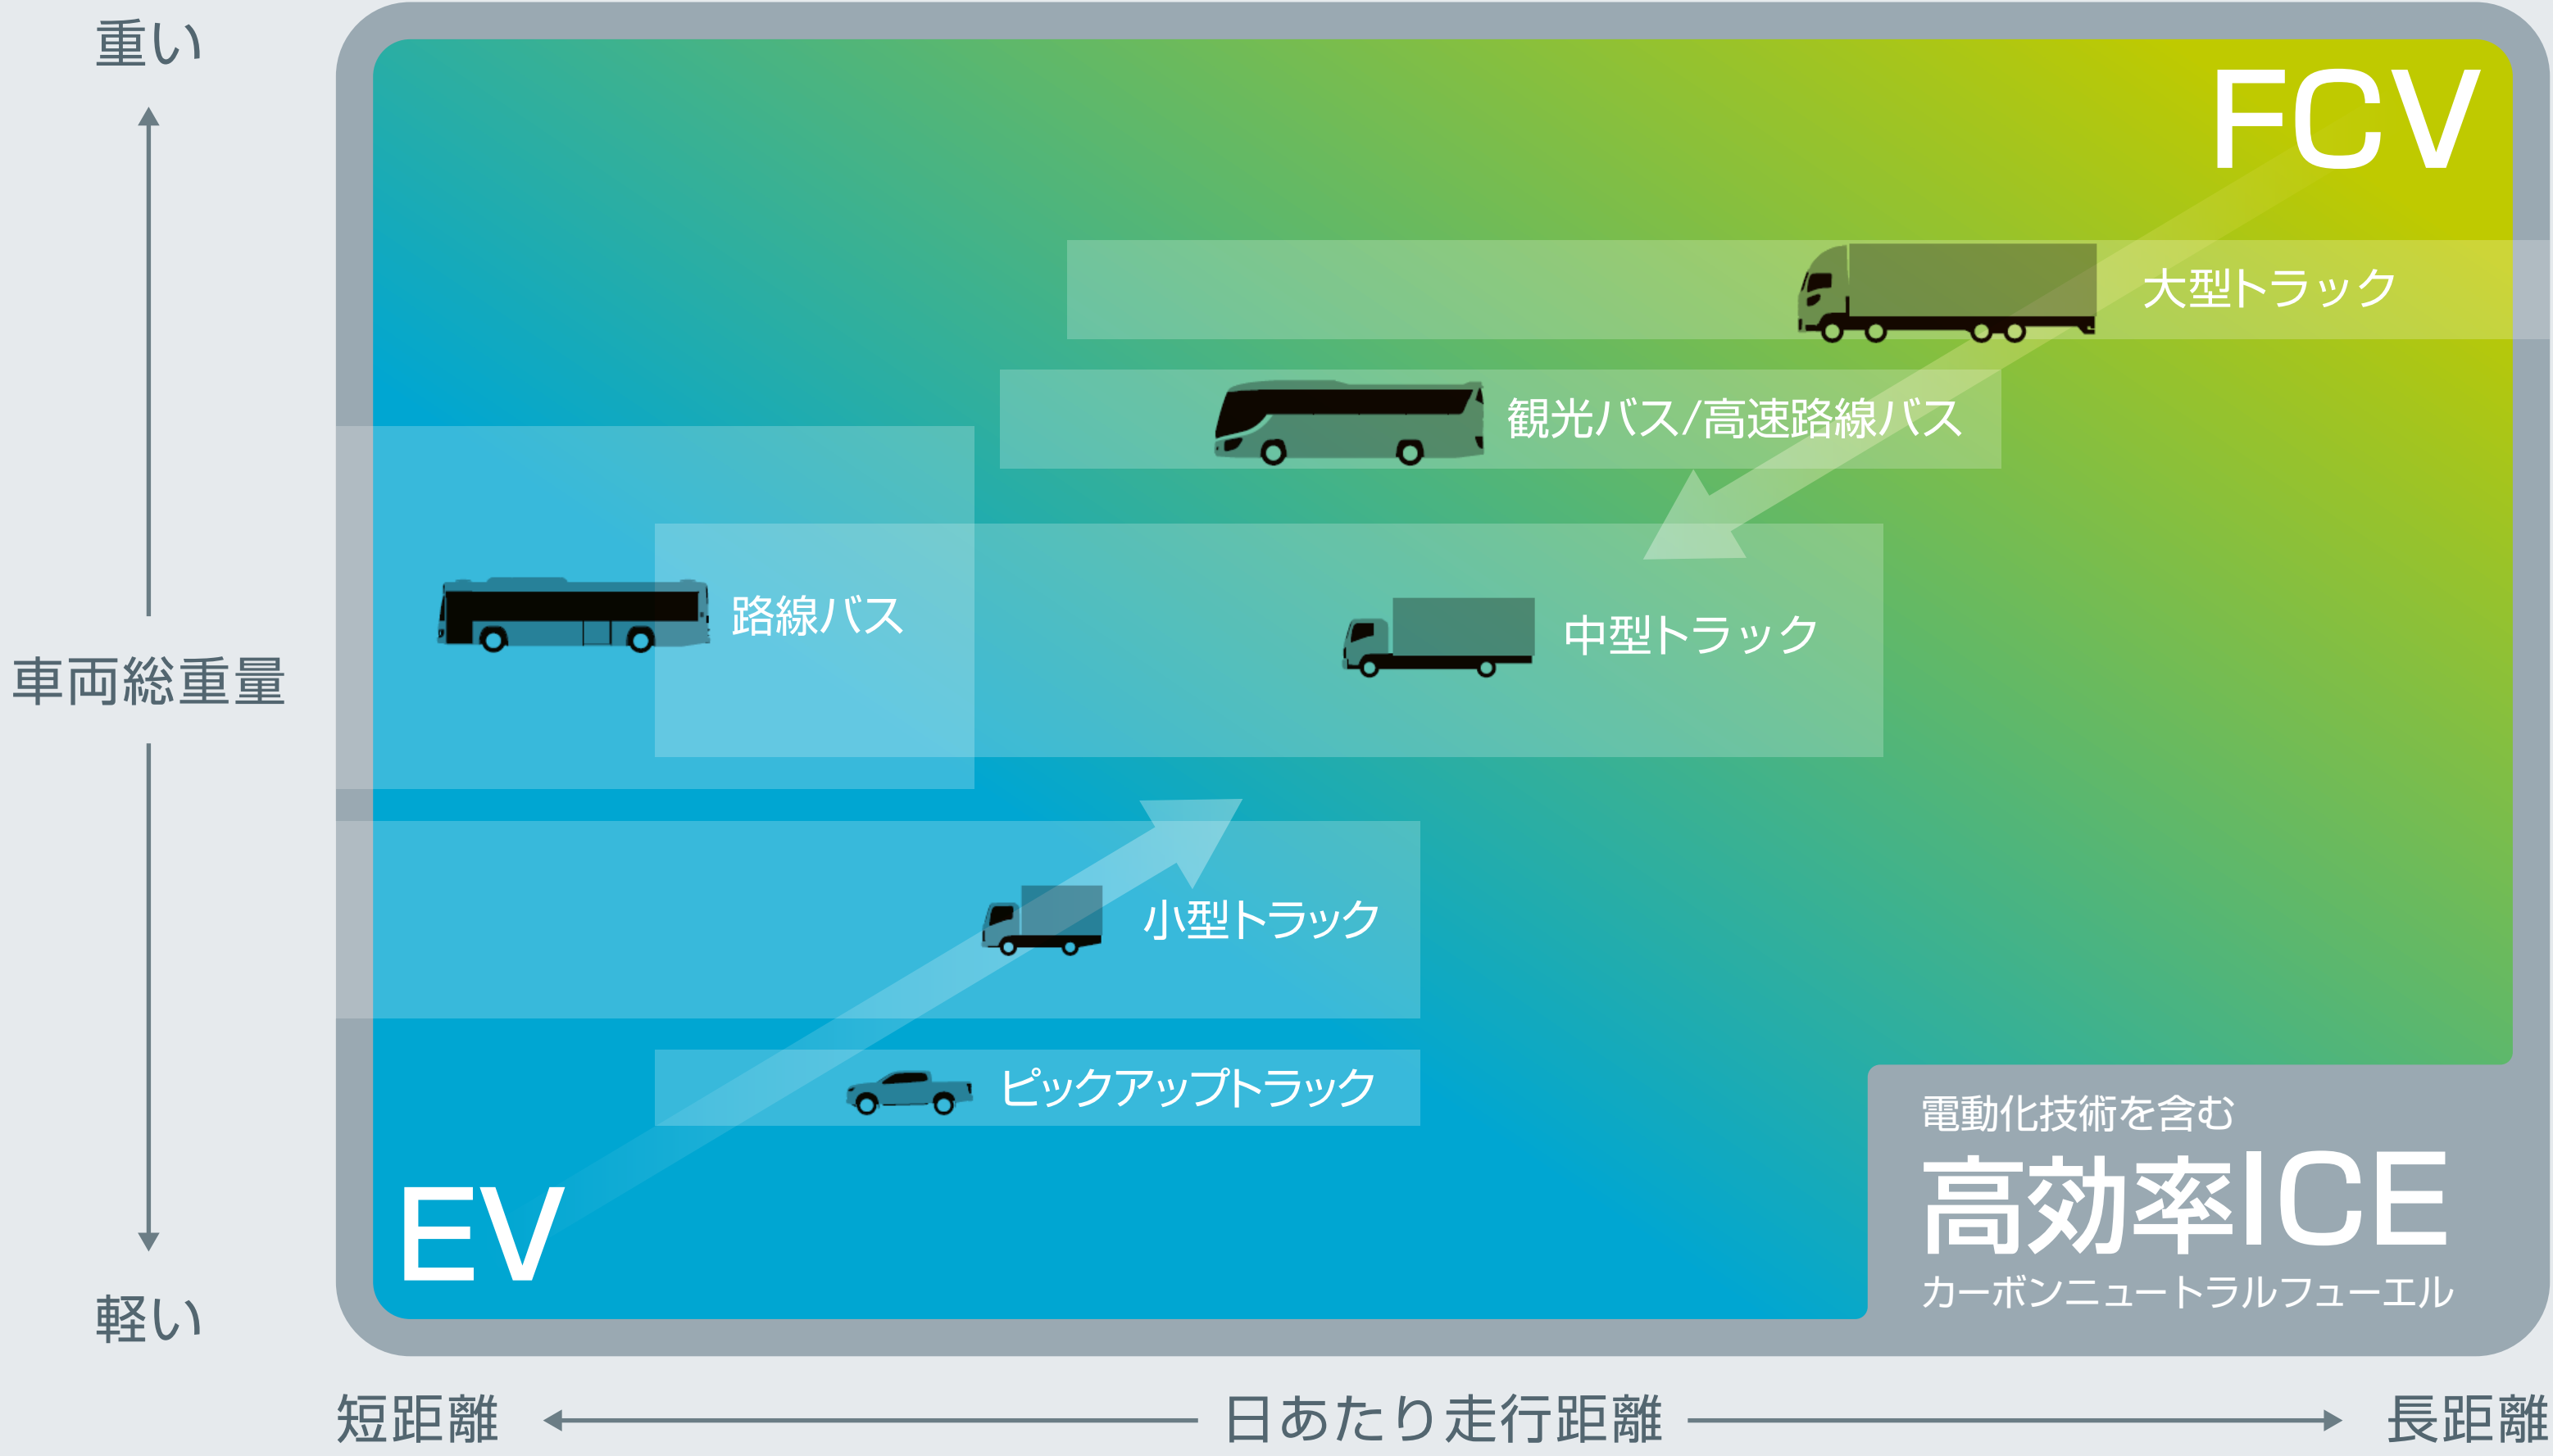 重い
車両総重量
軽い
FCV
大型トラック
観光バス/高速路線バス
路線バス
中型トラック
小型トラック
ピックアップトラック
EV
電動化技術を含む
高効率ICE
カーボンニュートラルフューエル
短距離
日あたり走行距離
長距離